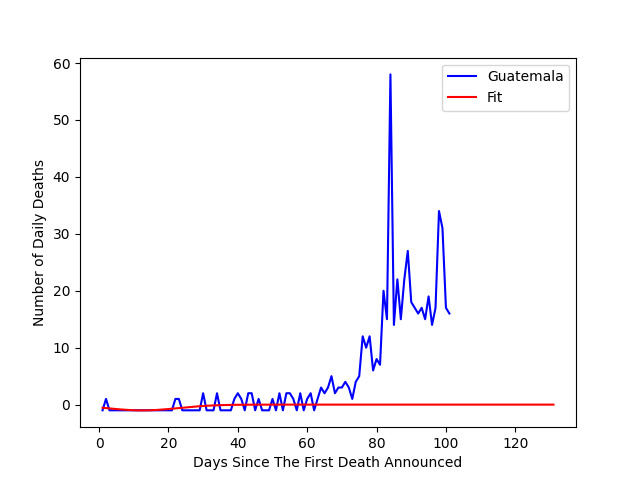 60
50
40
30
20
10
0
Number of Daily Deaths
Guatemala
Fit
0 20 40 60 80 100 120
Days Since The First Death Announced